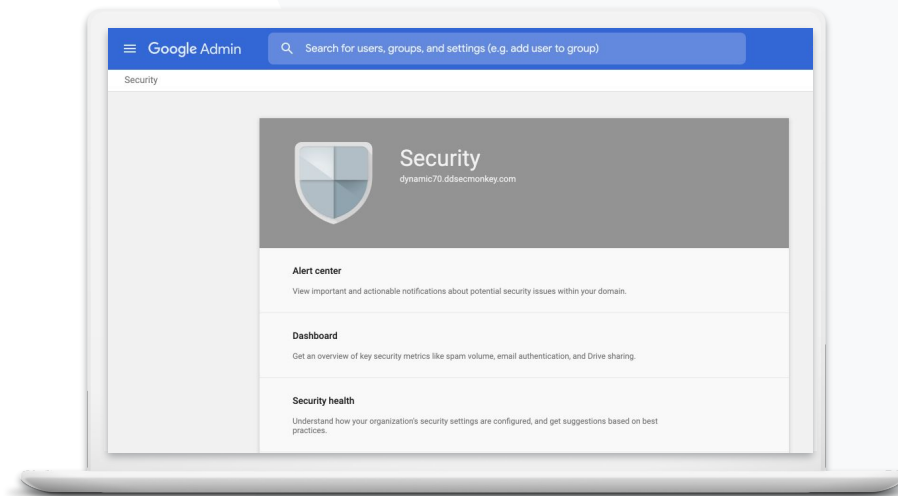 Google Admin
Search for users, groups, and settings (e.g. add user to group)
Security
Security
dynamic70.ddsecmonkey.com
Alert center
View important and actionable notifications about potential security issues within your domain.
Dashboard
Get an overview of key security metrics like spam volume, email authentication, and Drive sharing.
Security health
Understand how your organization's security settings are configured, and get suggestions based on best
practices.